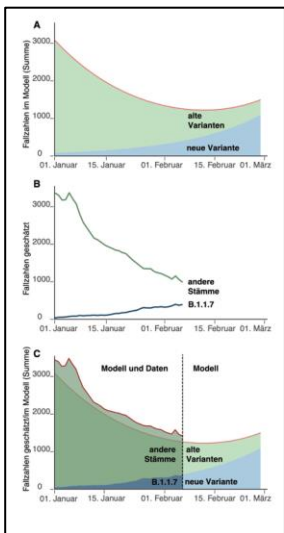 A
Fallzahlen im Modell (Summe)
3000
2000
1000
0
alte
Varianten
neue Variante
01. Januar
15. Januar
01. Februar
15. Februar
01. März
B
Fallzahlen geschätzt
3000
2000
1000
0
andere
Stämme
B.1.1.7
01. Januar
15. Januar
01. Februar
15. Februar
01. März
C
Fallzahlen geschätzt/im Modell (Summe)
4000
3000
2000
1000
0
Modell und Daten
Modell
andere
Stämme
alte
Varianten
B.1.1.7
neue Variante
01. Januar
15. Januar
01. Februar
15. Februar
01. März